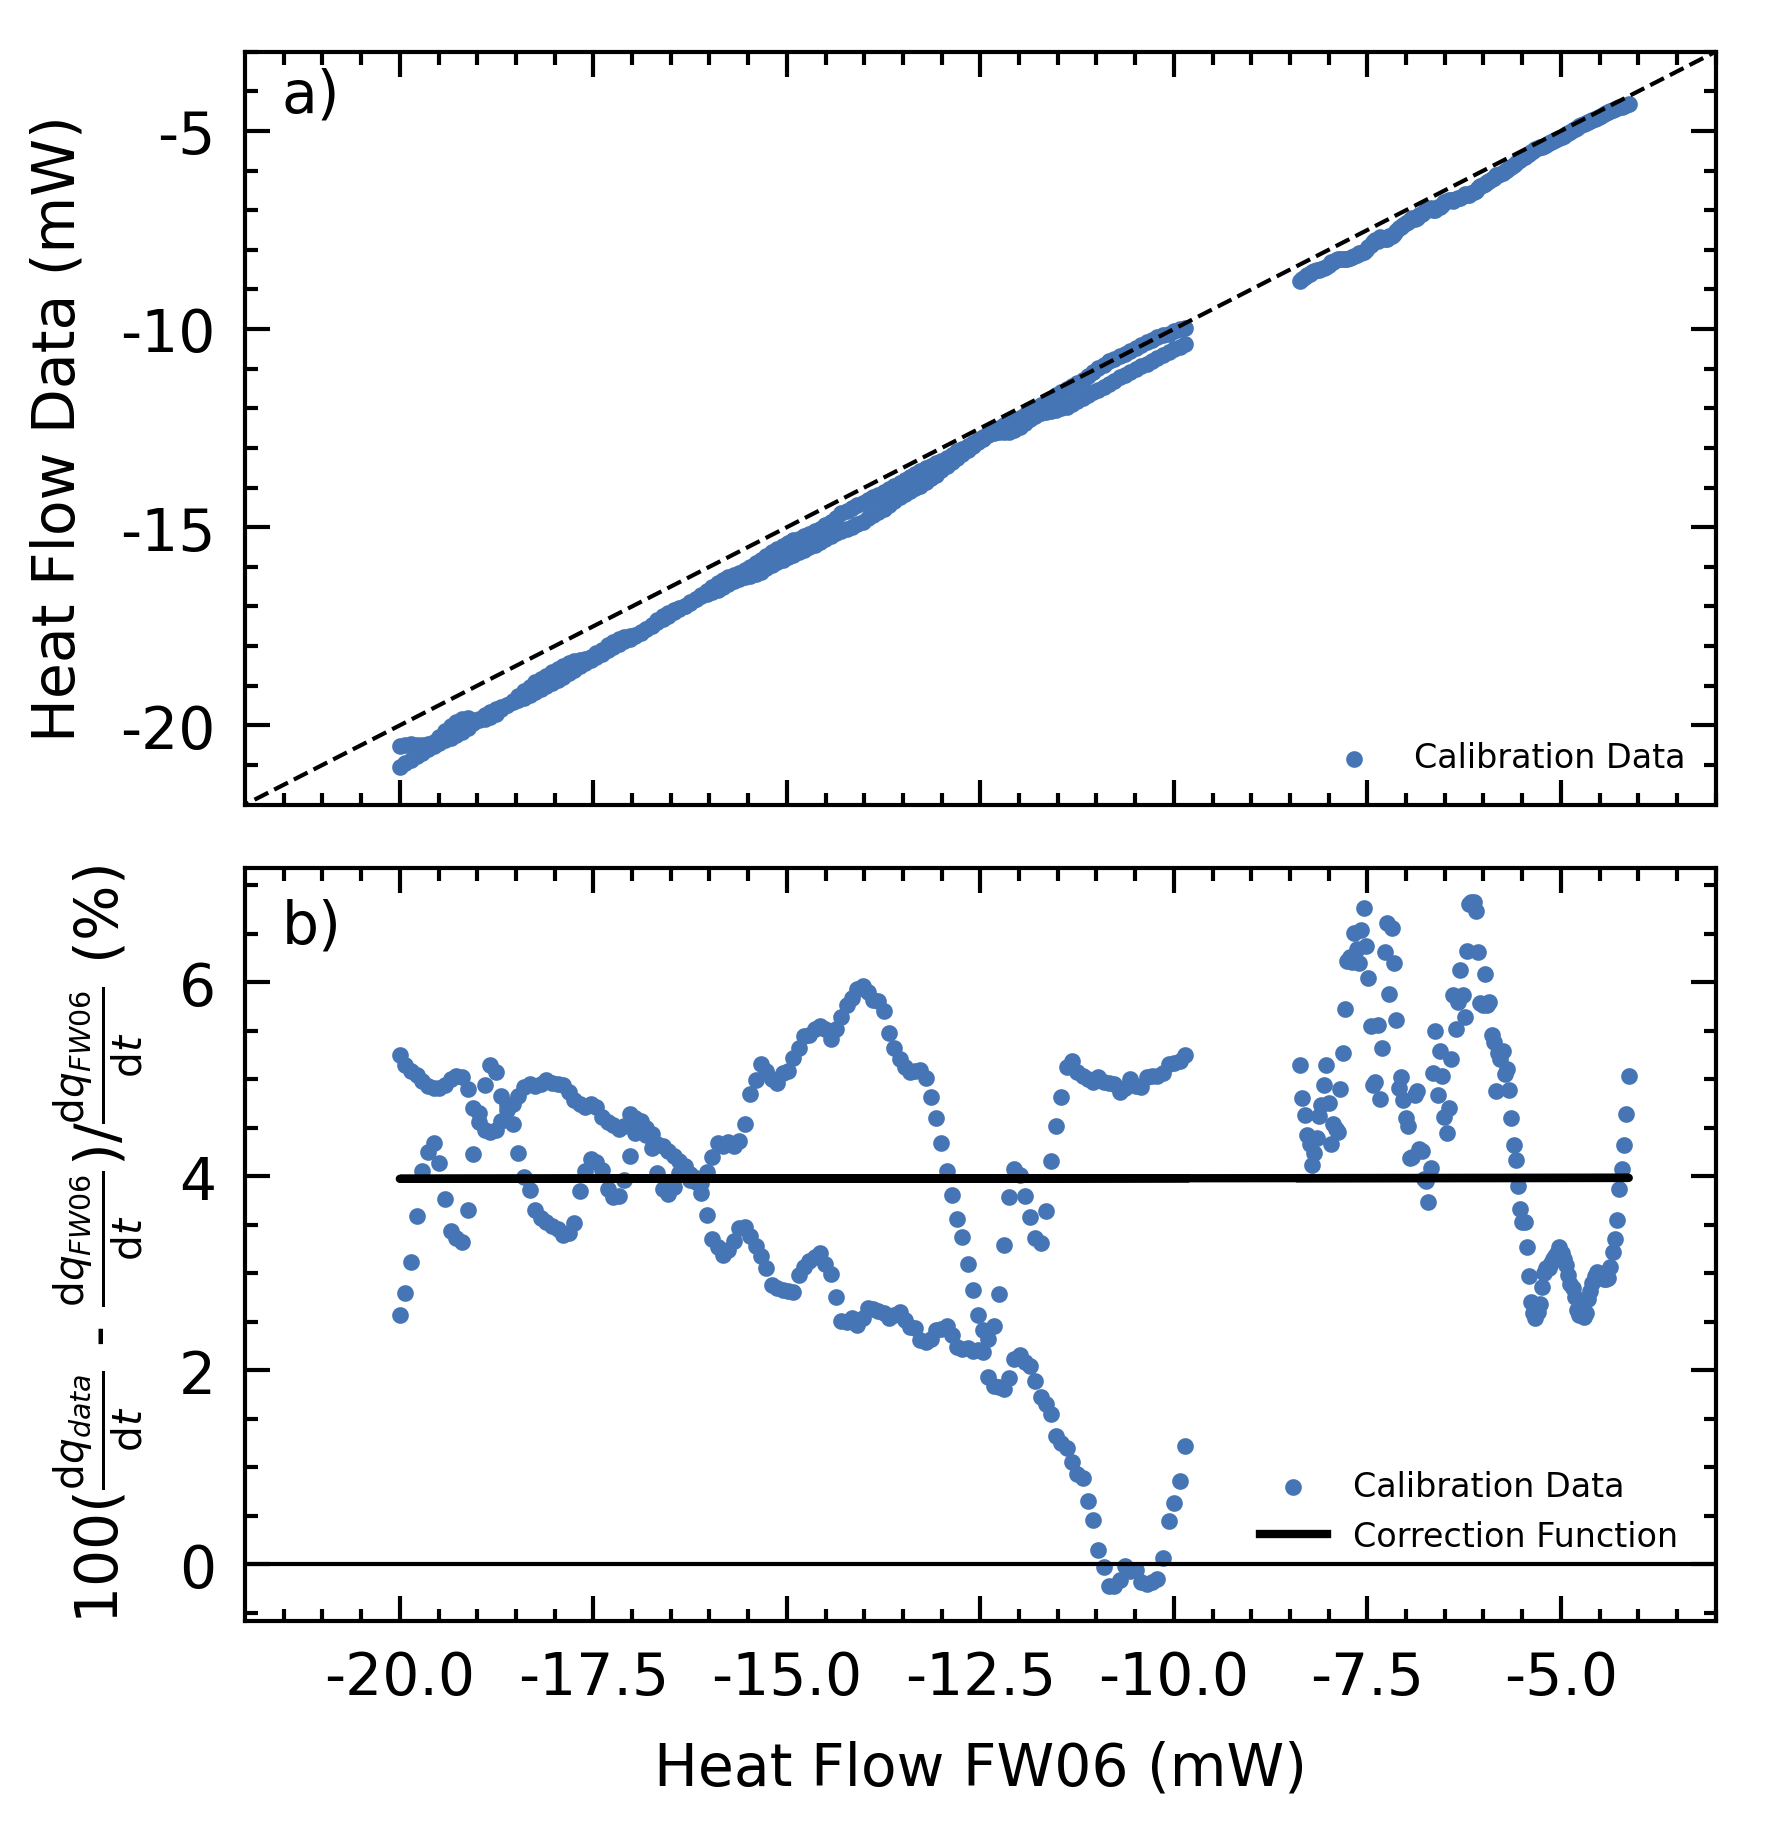 a)
Heat Flow Data (mW)
-5
-10
-15
-20
Calibration Data
b)
100(dq_data/dt - dq_FW06/dt)/dq_FW06/dt (%)
6
4
2
0
Calibration Data
Correction Function
-20.0 -17.5 -15.0 -12.5 -10.0 -7.5 -5.0
Heat Flow FW06 (mW)